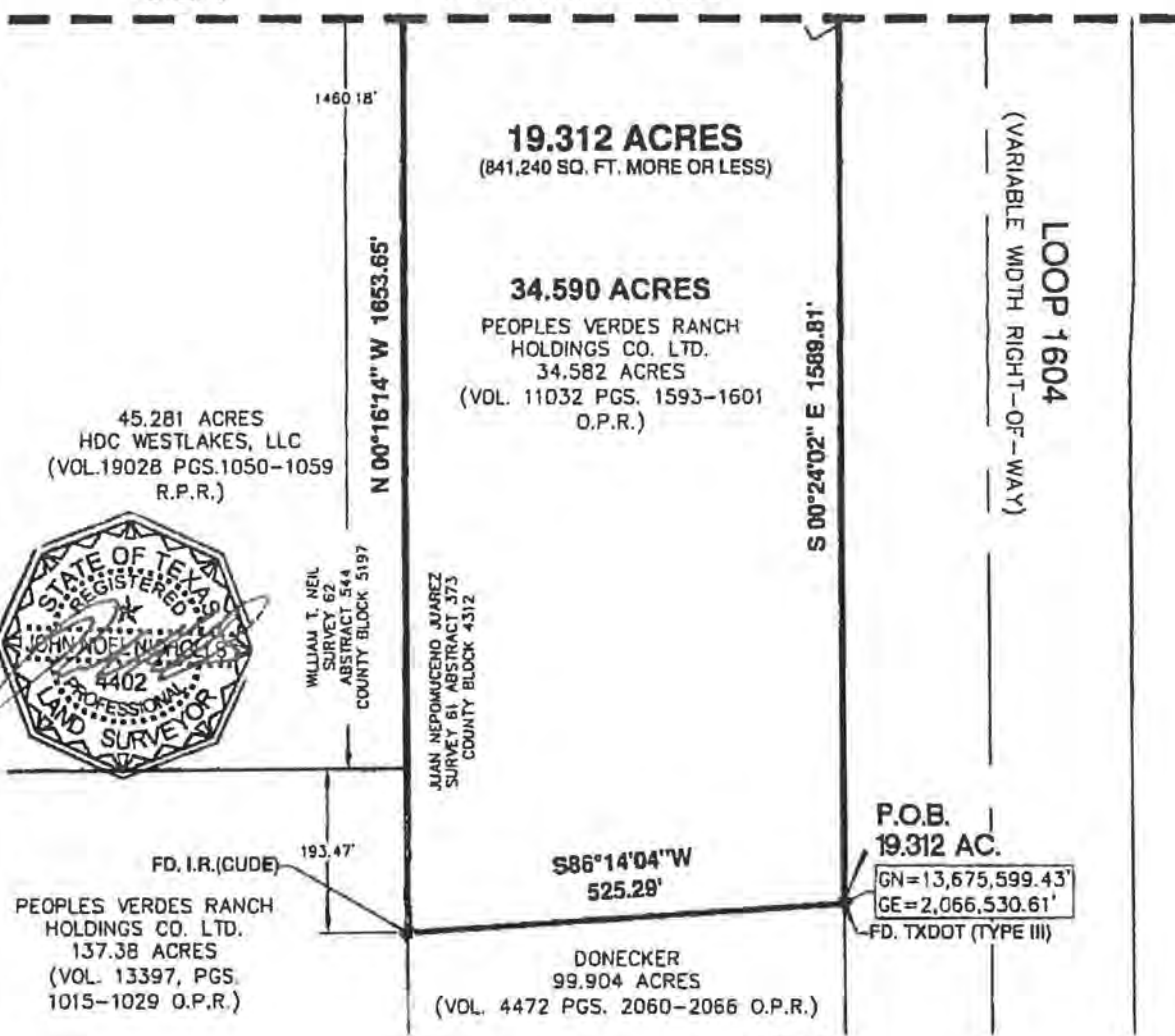 1460.18'
19.312 ACRES
(841,240 SQ. FT. MORE OR LESS)
34.590 ACRES
PEOPLES VERDES RANCH
HOLDINGS CO. LTD.
34.582 ACRES
(VOL. 11032 PGS. 1593-1601
O.P.R.)
N 00°16'14" W 1653.65'
S 00°24'02" E 1589.81'
LOOP 1604
(VARIABLE WIDTH RIGHT-OF-WAY)
45.281 ACRES
HDC WESTLAKES, LLC
(VOL.19028 PGS.1050-1059
R.P.R.)
STATE OF TEXAS
REGISTERED
JOHN NOEL NICHOLLS
4402
PROFESSIONAL
LAND SURVEYOR
WILLIAM T. NEIL
SURVEY 62
ABSTRACT 544
COUNTY BLOCK 5197
JUAN NEPOMUCENO JUAREZ
SURVEY 61 ABSTRACT 373
COUNTY BLOCK 4312
193.47'
FD. I.R.(CUDE)
PEOPLES VERDES RANCH
HOLDINGS CO. LTD.
137.38 ACRES
(VOL. 13397, PGS.
1015-1029 O.P.R.)
S86°14'04"W
525.29'
DONECKER
99.904 ACRES
(VOL. 4472 PGS. 2060-2066 O.P.R.)
P.O.B.
19.312 AC.
GN=13,675,599.43'
GE=2,066,530.61'
FD. TXDOT (TYPE III)